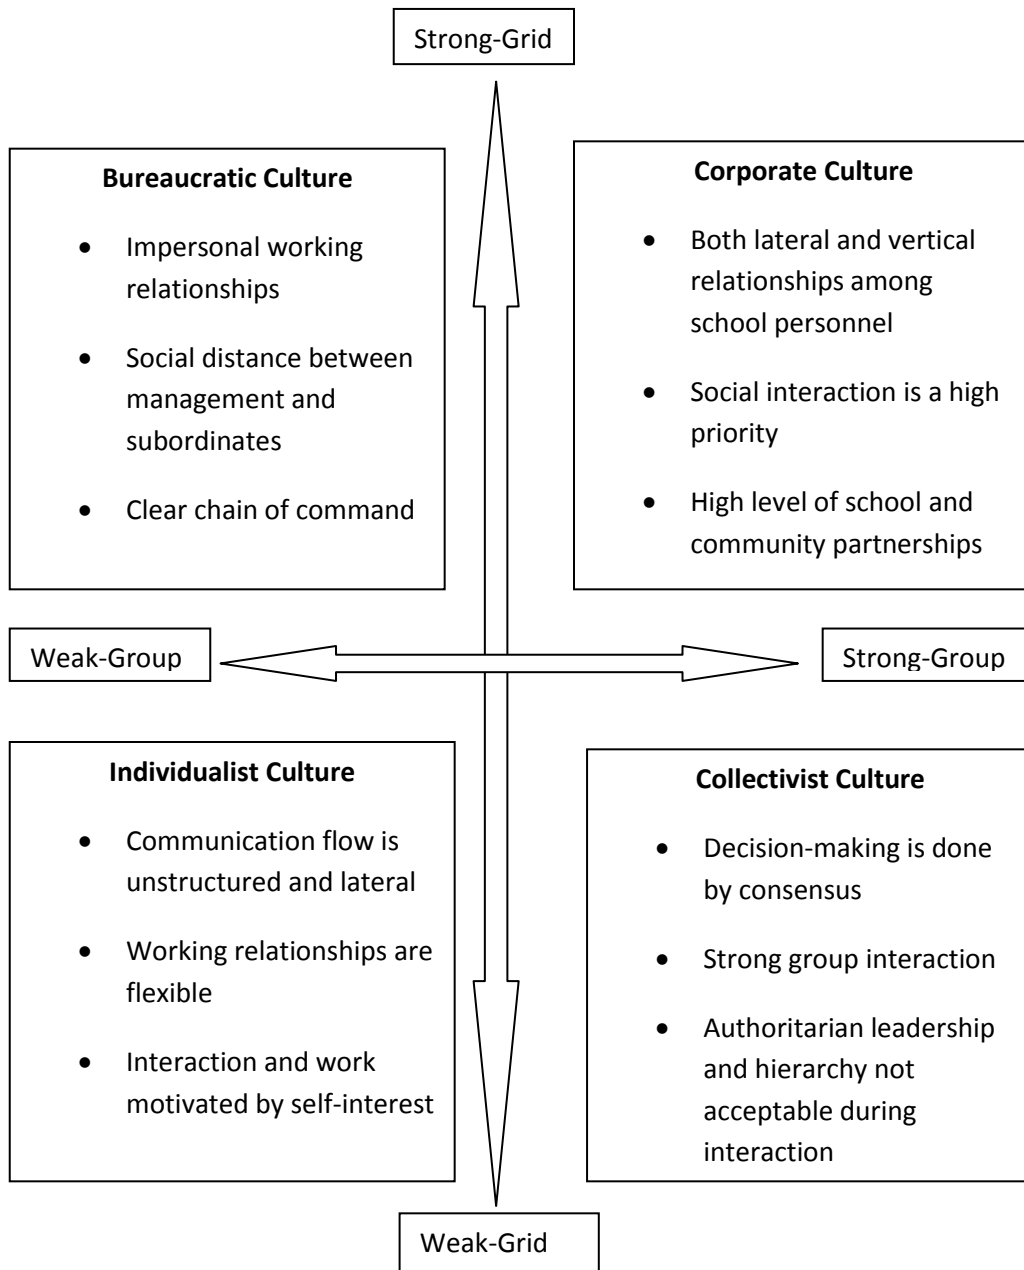 Strong-Grid
Bureaucratic Culture
• Impersonal working
relationships
• Social distance between
management and
subordinates
• Clear chain of command
Corporate Culture
• Both lateral and vertical
relationships among
school personnel
• Social interaction is a high
priority
• High level of school and
community partnerships
Weak-Group
Strong-Group
Individualist Culture
• Communication flow is
unstructured and lateral
• Working relationships are
flexible
• Interaction and work
motivated by self-interest
Collectivist Culture
• Decision-making is done
by consensus
• Strong group interaction
• Authoritarian leadership
and hierarchy not
acceptable during
interaction
Weak-Grid